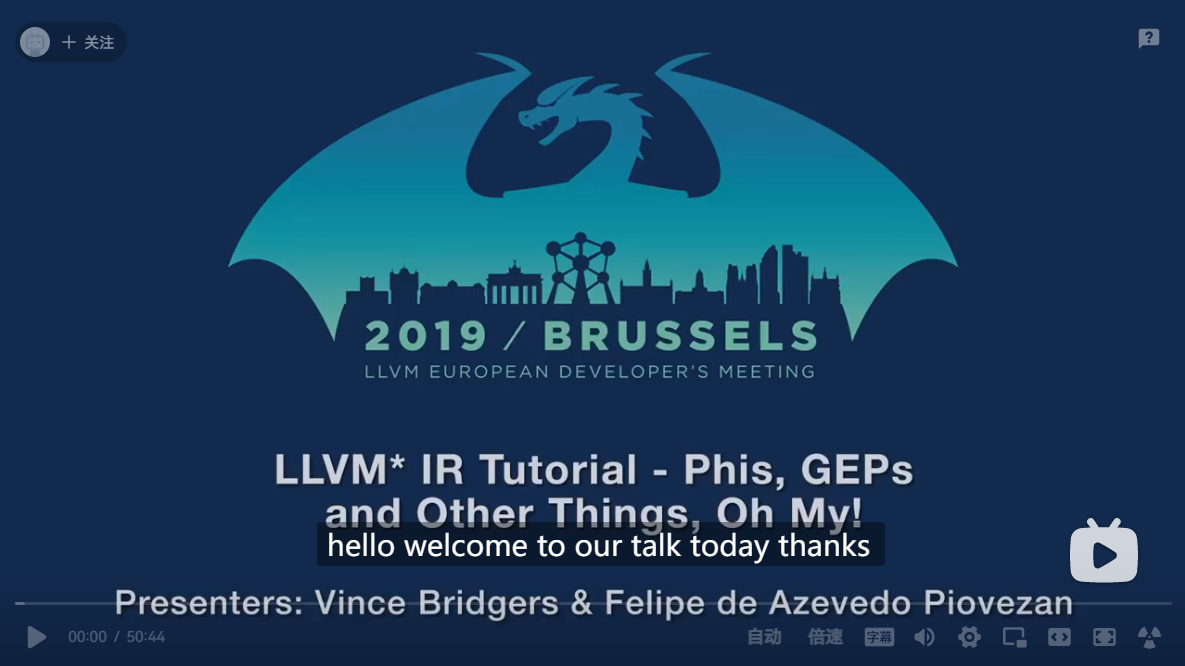 + 关注
2019 / BRUSSELS
LLVM EUROPEAN DEVELOPER'S MEETING
LLVM* IR Tutorial - Phis, GEPs
and Other Things, Oh My!
hello welcome to our talk today thanks
Presenters: Vince Bridgers & Felipe de Azevedo Piovezan
00:00 / 50:44 自动 倍速 字幕